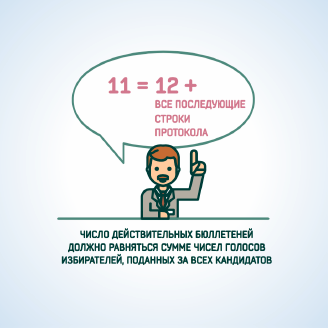 11 = 12 +
ВСЕ ПОСЛЕДУЮЩИЕ
СТРОКИ
ПРОТОКОЛА
ЧИСЛО ДЕЙСТВИТЕЛЬНЫХ БЮЛЛЕТЕНЕЙ
ДОЛЖНО РАВНЯТЬСЯ СУММЕ ЧИСЕЛ ГОЛОСОВ
ИЗБИРАТЕЛЕЙ, ПОДАННЫХ ЗА ВСЕХ КАНДИДАТОВ